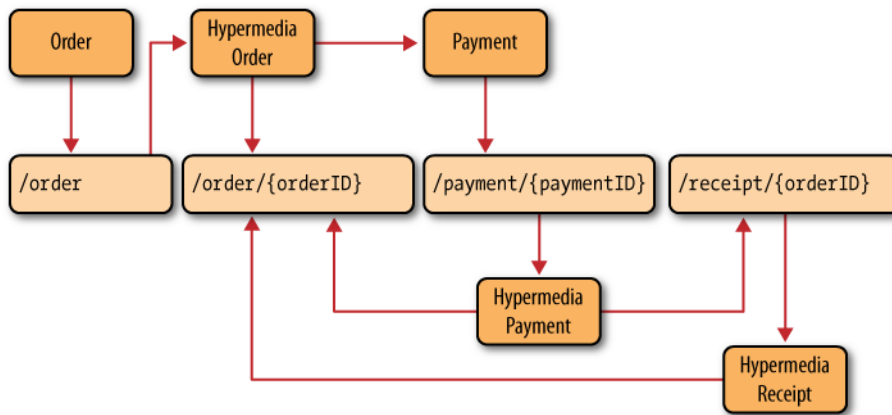 Order
Hypermedia
Order
Payment
/order
/order/{orderID}
/payment/{paymentID}
/receipt/{orderID}
Hypermedia
Payment
Hypermedia
Receipt